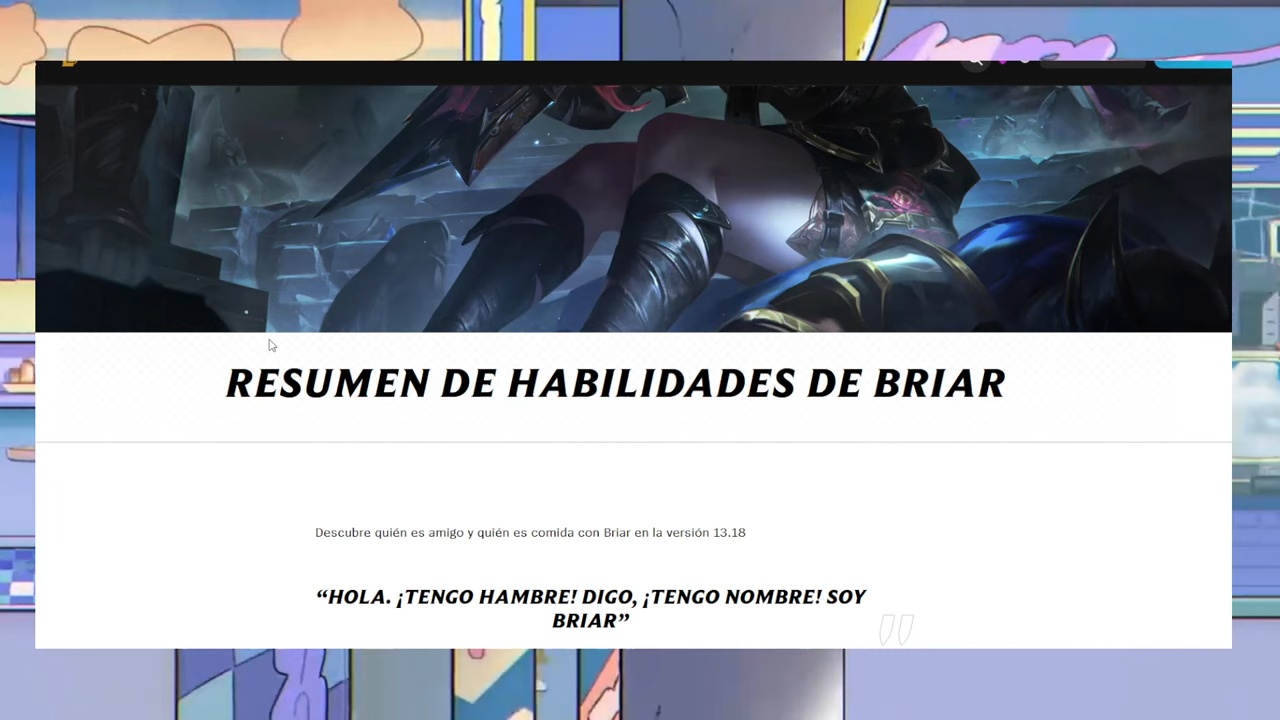 RESUMEN DE HABILIDADES DE BRIAR
Descubre quién es amigo y quién es comida con Briar en la versión 13.18
“HOLA. ¡TENGO HAMBRE! DIGO, ¡TENGO NOMBRE! SOY
BRIAR”